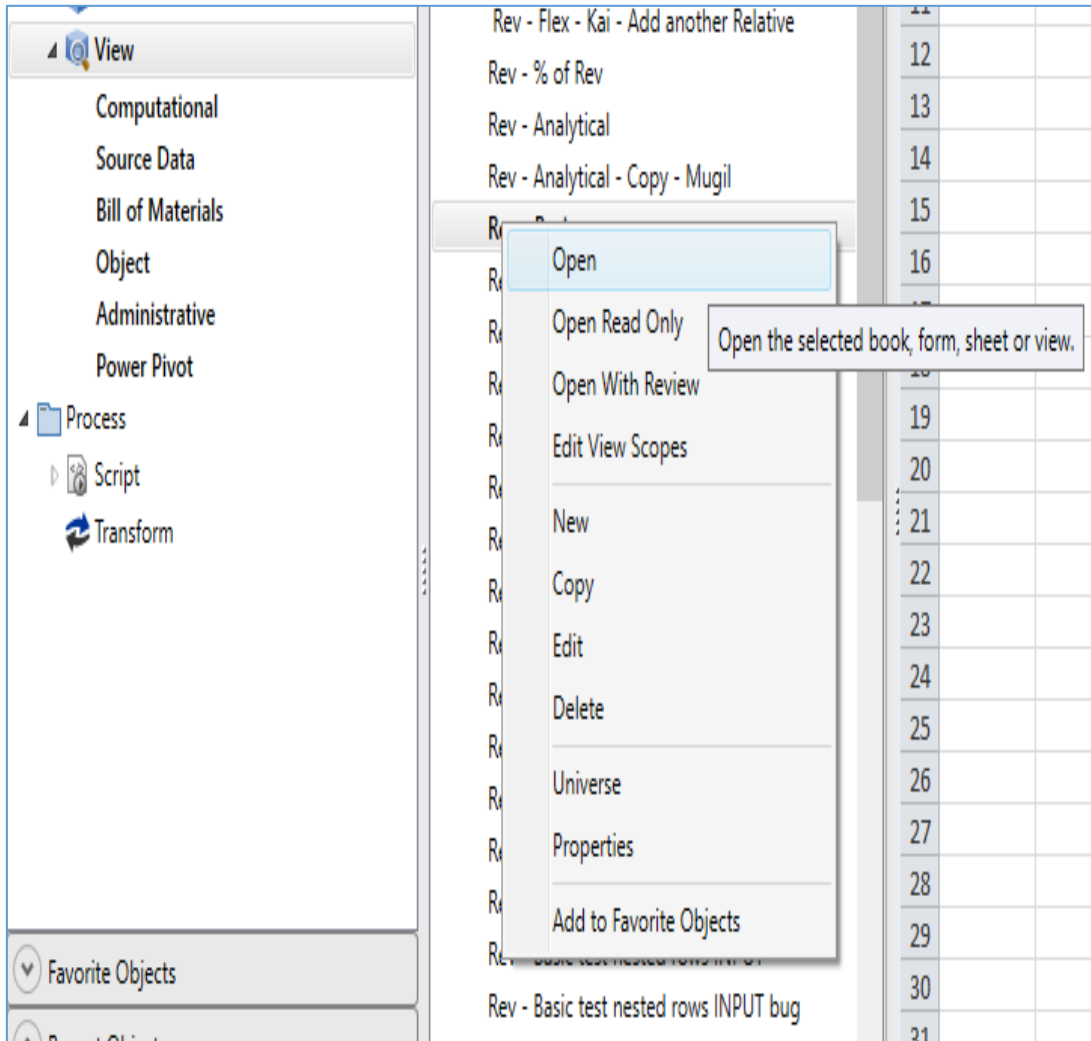 View
Computational
Source Data
Bill of Materials
Object
Administrative
Power Pivot
Process
Script
Transform
Favorite Objects
Rev - Flex - Kai - Add another Relative
Rev - % of Rev
Rev - Analytical
Rev - Analytical - Copy - Mugil
Open
Open Read Only
Open With Review
Edit View Scopes
New
Copy
Edit
Delete
Universe
Properties
Add to Favorite Objects
Open the selected book, form, sheet or view.
Rev - Basic test nested rows INPUT bug
12
13
14
15
16
19
20
21
22
23
24
25
26
27
28
29
30
31